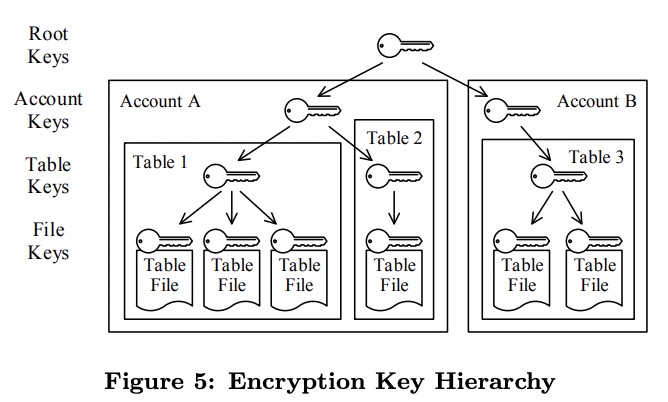 Root
Keys
Account
Keys
Account A
Account B
Table
Keys
Table 1
Table 2
Table 3
File
Keys
Table
File
Table
File
Table
File
Table
File
Table
File
Table
File
Figure 5: Encryption Key Hierarchy